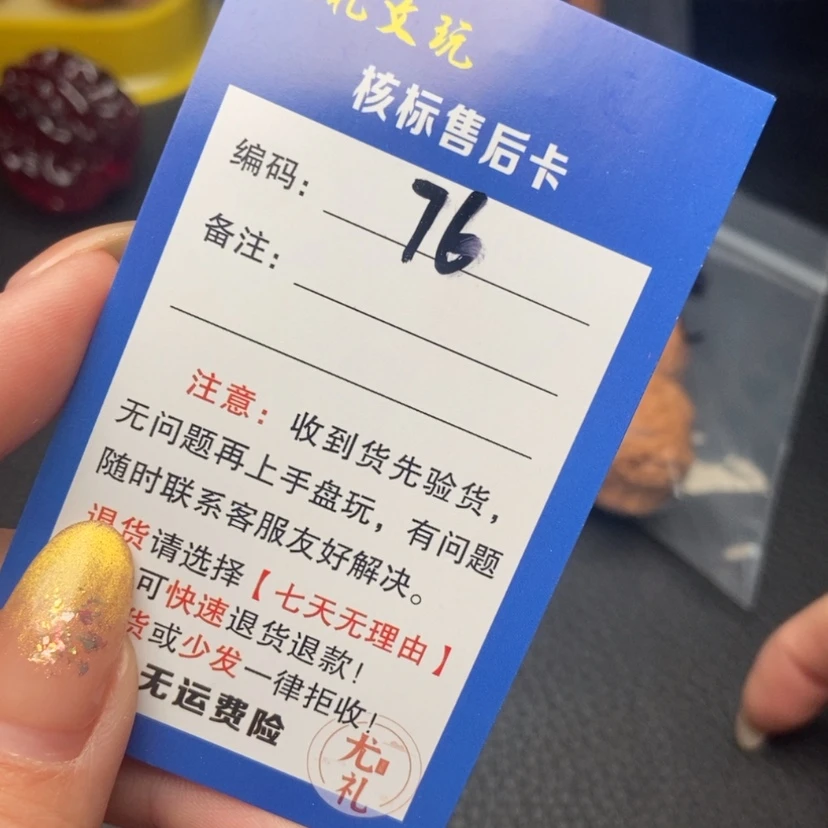 礼文玩
核标售后卡
编码：76
备注：
注意：收到货先验货，
无问题再上手盘玩，有问题
随时联系客服友好解决。
退货请选择【七天无理由】
可快速退货退款！
货或少发一律拒收！
无运费险
尤
礼